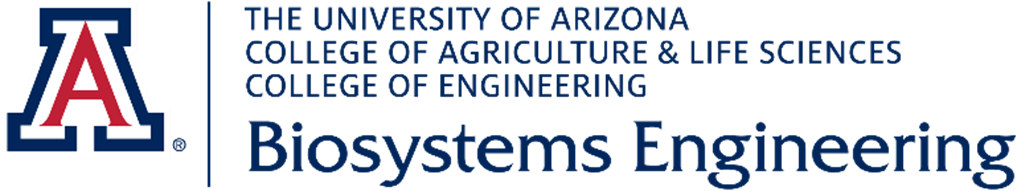 A®
THE UNIVERSITY OF ARIZONA
COLLEGE OF AGRICULTURE & LIFE SCIENCES
COLLEGE OF ENGINEERING
Biosystems Engineering